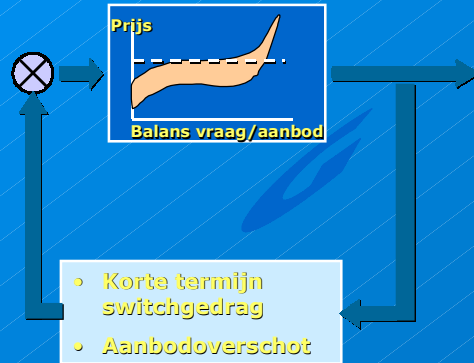 Prijs
Balans vraag/aanbod
• Korte termijn
switchgedrag
• Aanbodoverschot